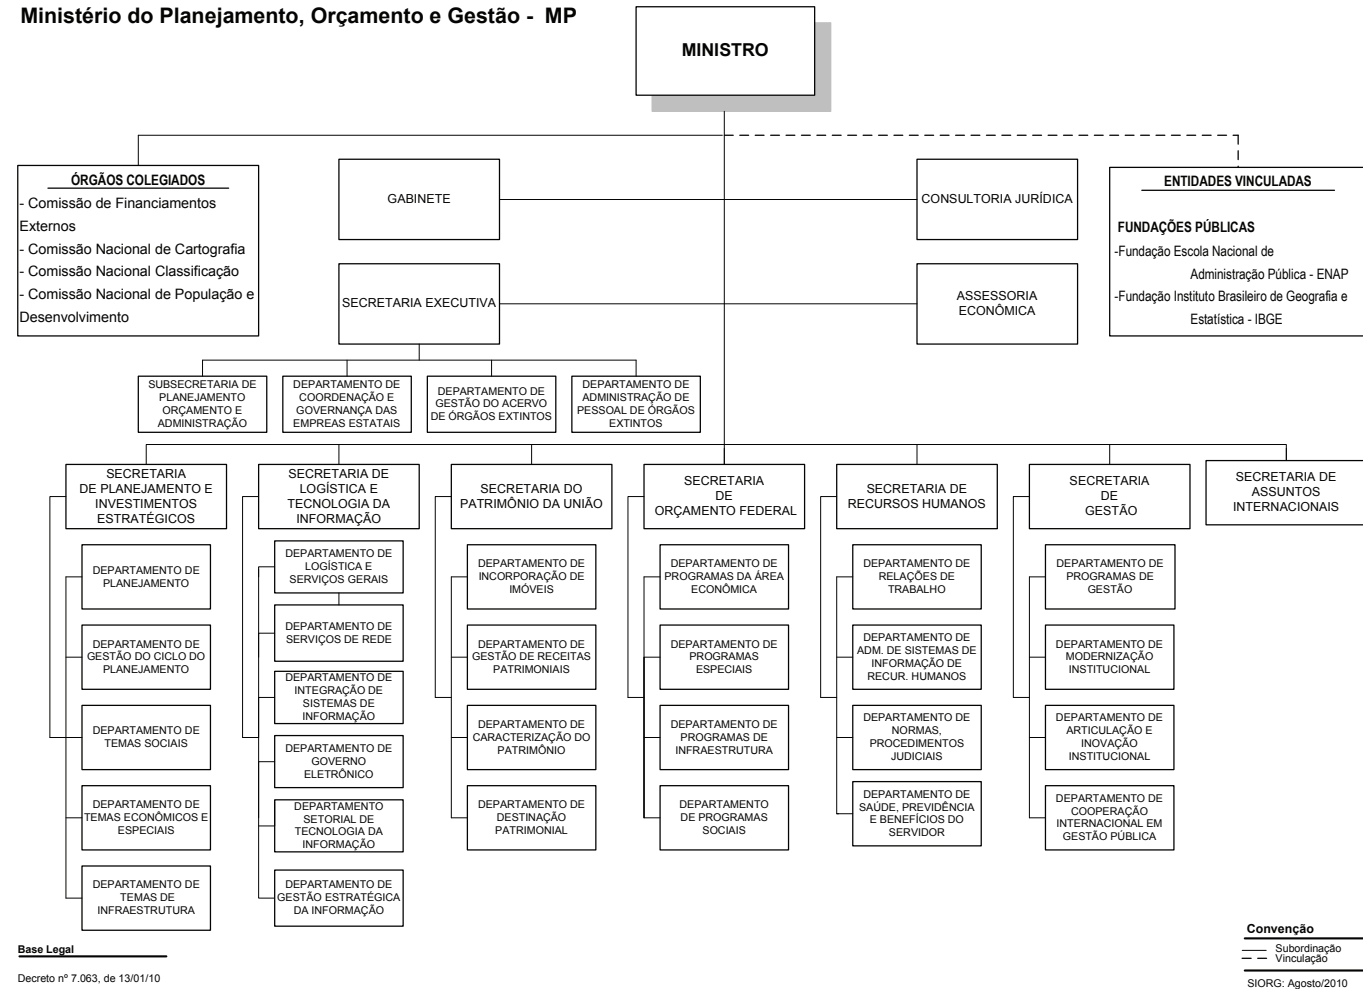 Ministério do Planejamento, Orçamento e Gestão - MP
MINISTRO
ÓRGÃOS COLEGIADOS
- Comissão de Financiamentos
Externos
- Comissão Nacional de Cartografia
- Comissão Nacional Classificação
- Comissão Nacional de População e
Desenvolvimento
GABINETE
CONSULTORIA JURÍDICA
ENTIDADES VINCULADAS
FUNDAÇÕES PÚBLICAS
-Fundação Escola Nacional de
Administração Pública - ENAP
-Fundação Instituto Brasileiro de Geografia e
Estatística - IBGE
SECRETARIA EXECUTIVA
ASSESSORIA
ECONÔMICA
SUBSECRETARIA DE
PLANEJAMENTO
ORÇAMENTO E
ADMINISTRAÇÃO
DEPARTAMENTO DE
COORDENAÇÃO E
GOVERNANÇA DAS
EMPREAS ESTATAIS
DEPARTAMENTO DE
GESTÃO DO ACERVO
DE ÓRGÃOS EXTINTOS
DEPARTAMENTO DE
ADMINISTRAÇÃO DE
PESSOAL DE ÓRGÃOS
EXTINTOS
SECRETARIA
DE PLANEJAMENTO E
INVESTIMENTOS
ESTRATÉGICOS
SECRETARIA DE
LOGÍSTICA E
TECNOLOGIA DA
INFORMAÇÃO
SECRETARIA DO
PATRIMÔNIO DA UNIÃO
SECRETARIA
DE
ORÇAMENTO FEDERAL
SECRETARIA DE
RECURSOS HUMANOS
SECRETARIA
DE
GESTÃO
SECRETARIA DE
ASSUNTOS
INTERNACIONAIS
DEPARTAMENTO DE
PLANEJAMENTO
DEPARTAMENTO DE
GESTÃO DO CICLO DO
PLANEJAMENTO
DEPARTAMENTO DE
TEMAS SOCIAIS
DEPARTAMENTO DE
TEMAS ECONÔMICOS E
ESPECIAIS
DEPARTAMENTO DE
TEMAS DE
INFRAESTRUTURA
DEPARTAMENTO DE
LOGÍSTICA E
SERVIÇOS GERAIS
DEPARTAMENTO DE
SERVIÇOS DE REDE
DEPARTAMENTO DE
INTEGRAÇÃO DE
SISTEMAS DE
INFORMAÇÃO
DEPARTAMENTO DE
GOVERNO
ELETRÔNICO
DEPARTAMENTO
SETORIAL DE
TECNOLOGIA DA
INFORMAÇÃO
DEPARTAMENTO DE
GESTÃO ESTRATÉGICA
DA INFORMAÇÃO
DEPARTAMENTO DE
INCORPORAÇÃO DE
IMÓVEIS
DEPARTAMENTO DE
GESTÃO DE RECEITAS
PATRIMONIAIS
DEPARTAMENTO DE
CARACTERIZAÇÃO DO
PATRIMÔNIO
DEPARTAMENTO DE
DESTINAÇÃO
PATRIMONIAL
DEPARTAMENTO DE
PROGRAMAS DA ÁREA
ECONÔMICA
DEPARTAMENTO DE
PROGRAMAS
ESPECIAIS
DEPARTAMENTO DE
PROGRAMAS DE
INFRAESTRUTURA
DEPARTAMENTO
DE PROGRAMAS
SOCIAIS
DEPARTAMENTO DE
RELAÇÕES DE
TRABALHO
DEPARTAMENTO DE
ADM. DE SISTEMAS DE
INFORMAÇÃO DE
RECUR. HUMANOS
DEPARTAMENTO DE
NORMAS,
PROCEDIMENTOS
JUDICIAIS
DEPARTAMENTO DE
SAÚDE, PREVIDÊNCIA
E BENEFÍCIOS DO
SERVIDOR
DEPARTAMENTO DE
PROGRAMAS DE
GESTÃO
DEPARTAMENTO DE
MODERNIZAÇÃO
INSTITUCIONAL
DEPARTAMENTO DE
ARTICULAÇÃO E
INOVAÇÃO
INSTITUCIONAL
DEPARTAMENTO DE
COOPERAÇÃO
INTERNACIONAL EM
GESTÃO PÚBLICA
Base Legal
Decreto nº 7.063, de 13/01/10
Convenção
Subordinação
Vinculação
SIORG: Agosto/2010